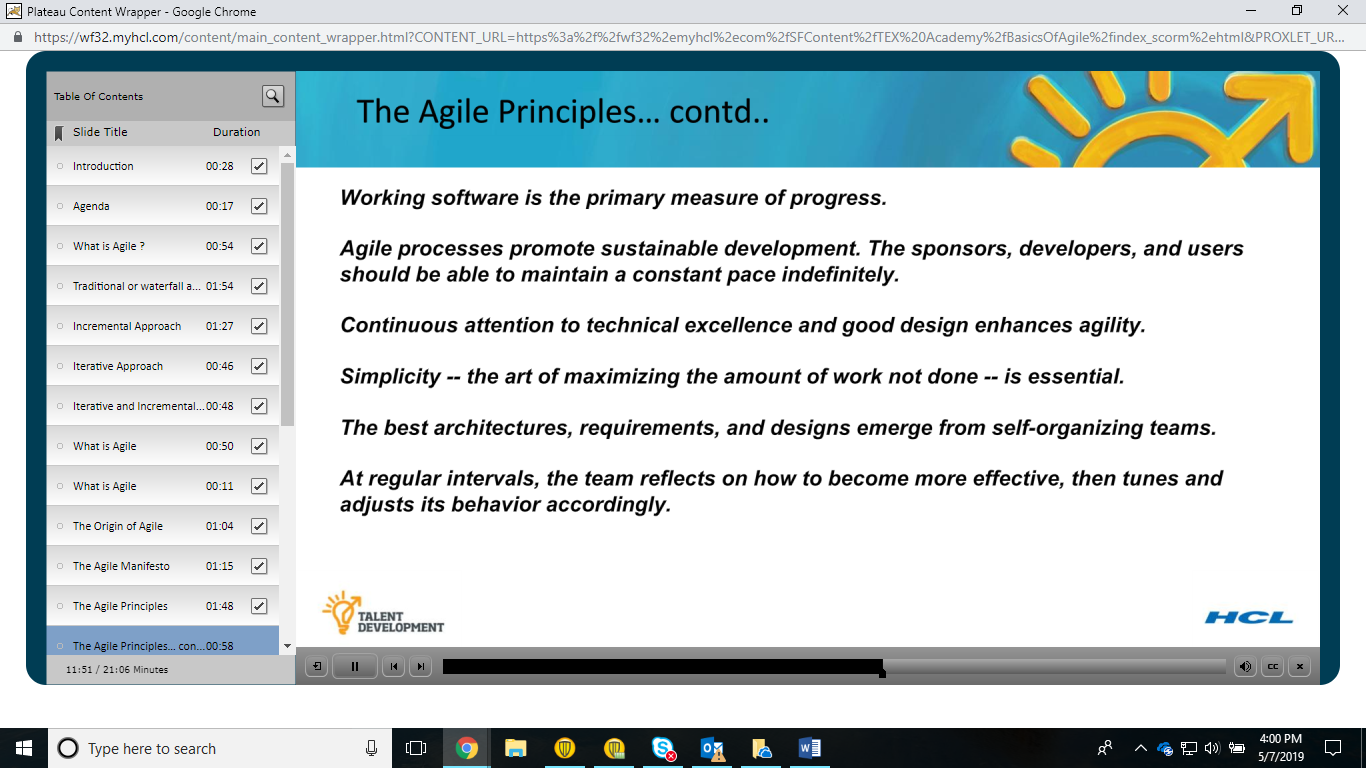 Plateau Content Wrapper - Google Chrome
https://wf32.myhcl.com/content/main_content_wrapper.html?CONTENT_URL=https%3a%2f%2fwf32%2emyhcl%2ecom%2fSFContent%2fTEX%20Academy%2fBasicsOfAgile%2findex_scorm%2ehtml&PROXLET_UR...
Table Of Contents
Slide Title Duration
Introduction 00:28
Agenda 00:17
What is Agile ? 00:54
Traditional or waterfall a... 01:54
Incremental Approach 01:27
Iterative Approach 00:46
Iterative and Incremental... 00:48
What is Agile 00:50
What is Agile 00:11
The Origin of Agile 01:04
The Agile Manifesto 01:15
The Agile Principles 01:48
The Agile Principles... con... 00:58
11:51 / 21:06 Minutes
The Agile Principles... contd..
Working software is the primary measure of progress.
Agile processes promote sustainable development. The sponsors, developers, and users
should be able to maintain a constant pace indefinitely.
Continuous attention to technical excellence and good design enhances agility.
Simplicity -- the art of maximizing the amount of work not done -- is essential.
The best architectures, requirements, and designs emerge from self-organizing teams.
At regular intervals, the team reflects on how to become more effective, then tunes and
adjusts its behavior accordingly.
TALENT
DEVELOPMENT
HCL
CC
Type here to search
4:00 PM
5/7/2019